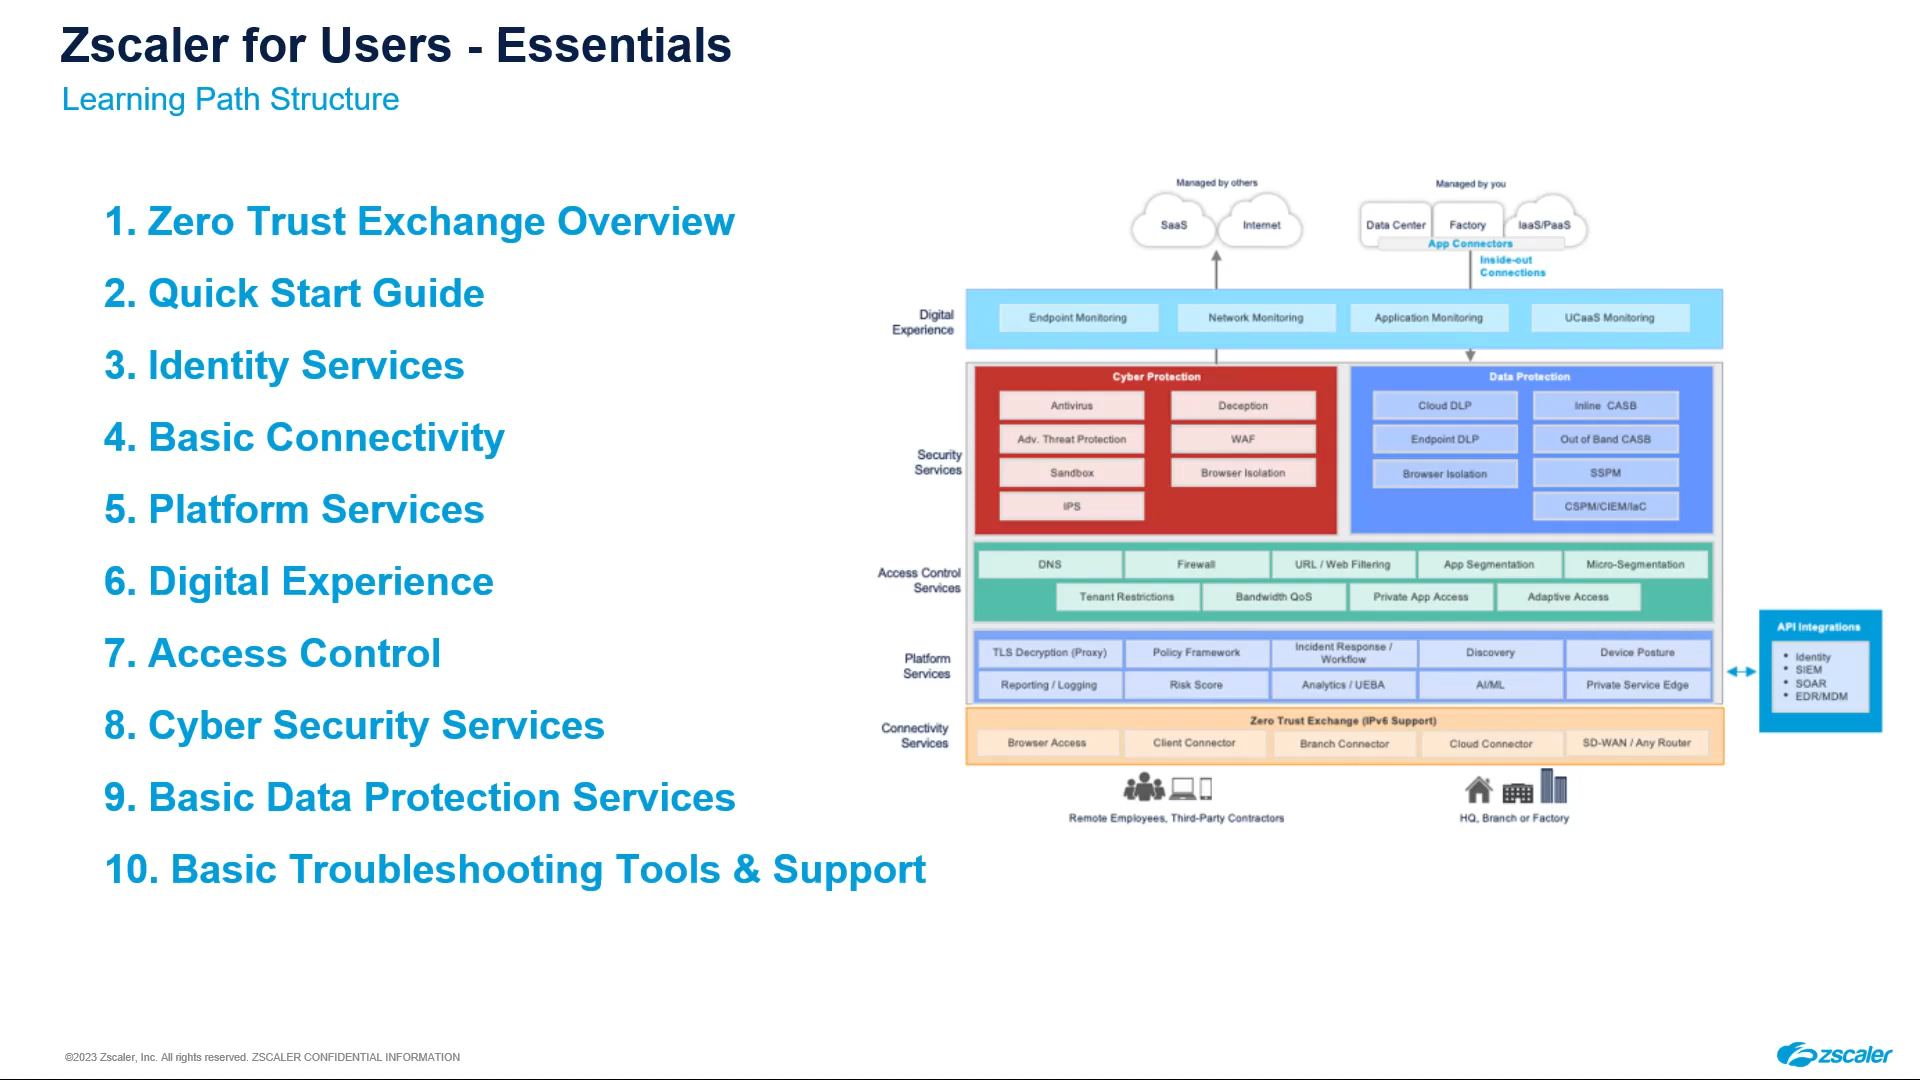 Zscaler for Users - Essentials
Learning Path Structure
1. Zero Trust Exchange Overview
2. Quick Start Guide
3. Identity Services
4. Basic Connectivity
5. Platform Services
6. Digital Experience
7. Access Control
8. Cyber Security Services
9. Basic Data Protection Services
10. Basic Troubleshooting Tools & Support
Managed by others
Managed by you
SaaS
Internet
Data Center
Factory
IaaS/PaaS
App Connectors
Inside-out
Connections
Digital
Experience
Endpoint Monitoring
Network Monitoring
Application Monitoring
UCaaS Monitoring
Security
Services
Cyber Protection
Antivirus
Deception
Adv. Threat Protection
WAF
Sandbox
Browser Isolation
IPS
Data Protection
Cloud DLP
Inline CASB
Endpoint DLP
Out of Band CASB
Browser Isolation
SSPM
CSPM/CIEM/IaC
Access Control
Services
DNS
Firewall
URL / Web Filtering
App Segmentation
Micro-Segmentation
Tenant Restrictions
Bandwidth QoS
Private App Access
Adaptive Access
Platform
Services
TLS Decryption (Proxy)
Policy Framework
Incident Response /
Workflow
Discovery
Device Posture
Reporting / Logging
Risk Score
Analytics / UEBA
AI/ML
Private Service Edge
API Integrations
• Identity
• SIEM
• SOAR
• EDR/MDM
Connectivity
Services
Zero Trust Exchange (IPv6 Support)
Browser Access
Client Connector
Branch Connector
Cloud Connector
SD-WAN / Any Router
Remote Employees, Third-Party Contractors
HQ, Branch or Factory
©2023 Zscaler, Inc. All rights reserved. ZSCALER CONFIDENTIAL INFORMATION
zscaler